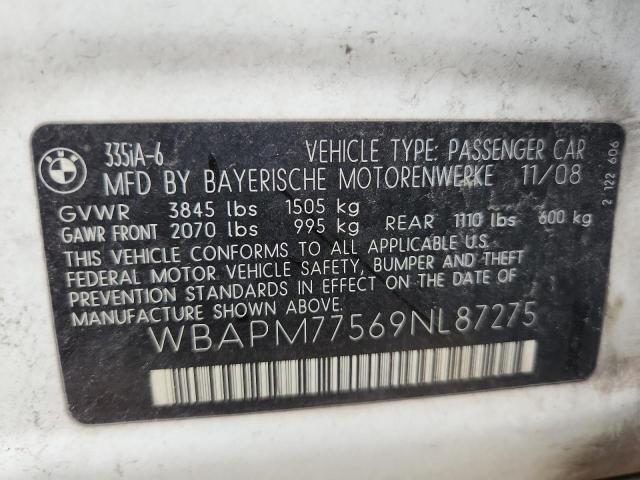 BMW
335iA-6 VEHICLE TYPE: PASSENGER CAR
MFD BY BAYERISCHE MOTORENWERKE 11/08
GVWR 3845 lbs 1505 kg
GAWR FRONT 2070 lbs 995 kg REAR 1110 lbs 600 kg
THIS VEHICLE CONFORMS TO ALL APPLICABLE U.S.
FEDERAL MOTOR VEHICLE SAFETY, BUMPER AND THEFT
PREVENTION STANDARDS IN EFFECT ON THE DATE OF
MANUFACTURE SHOWN ABOVE.
WBAPM77569NL87275
2 122 606